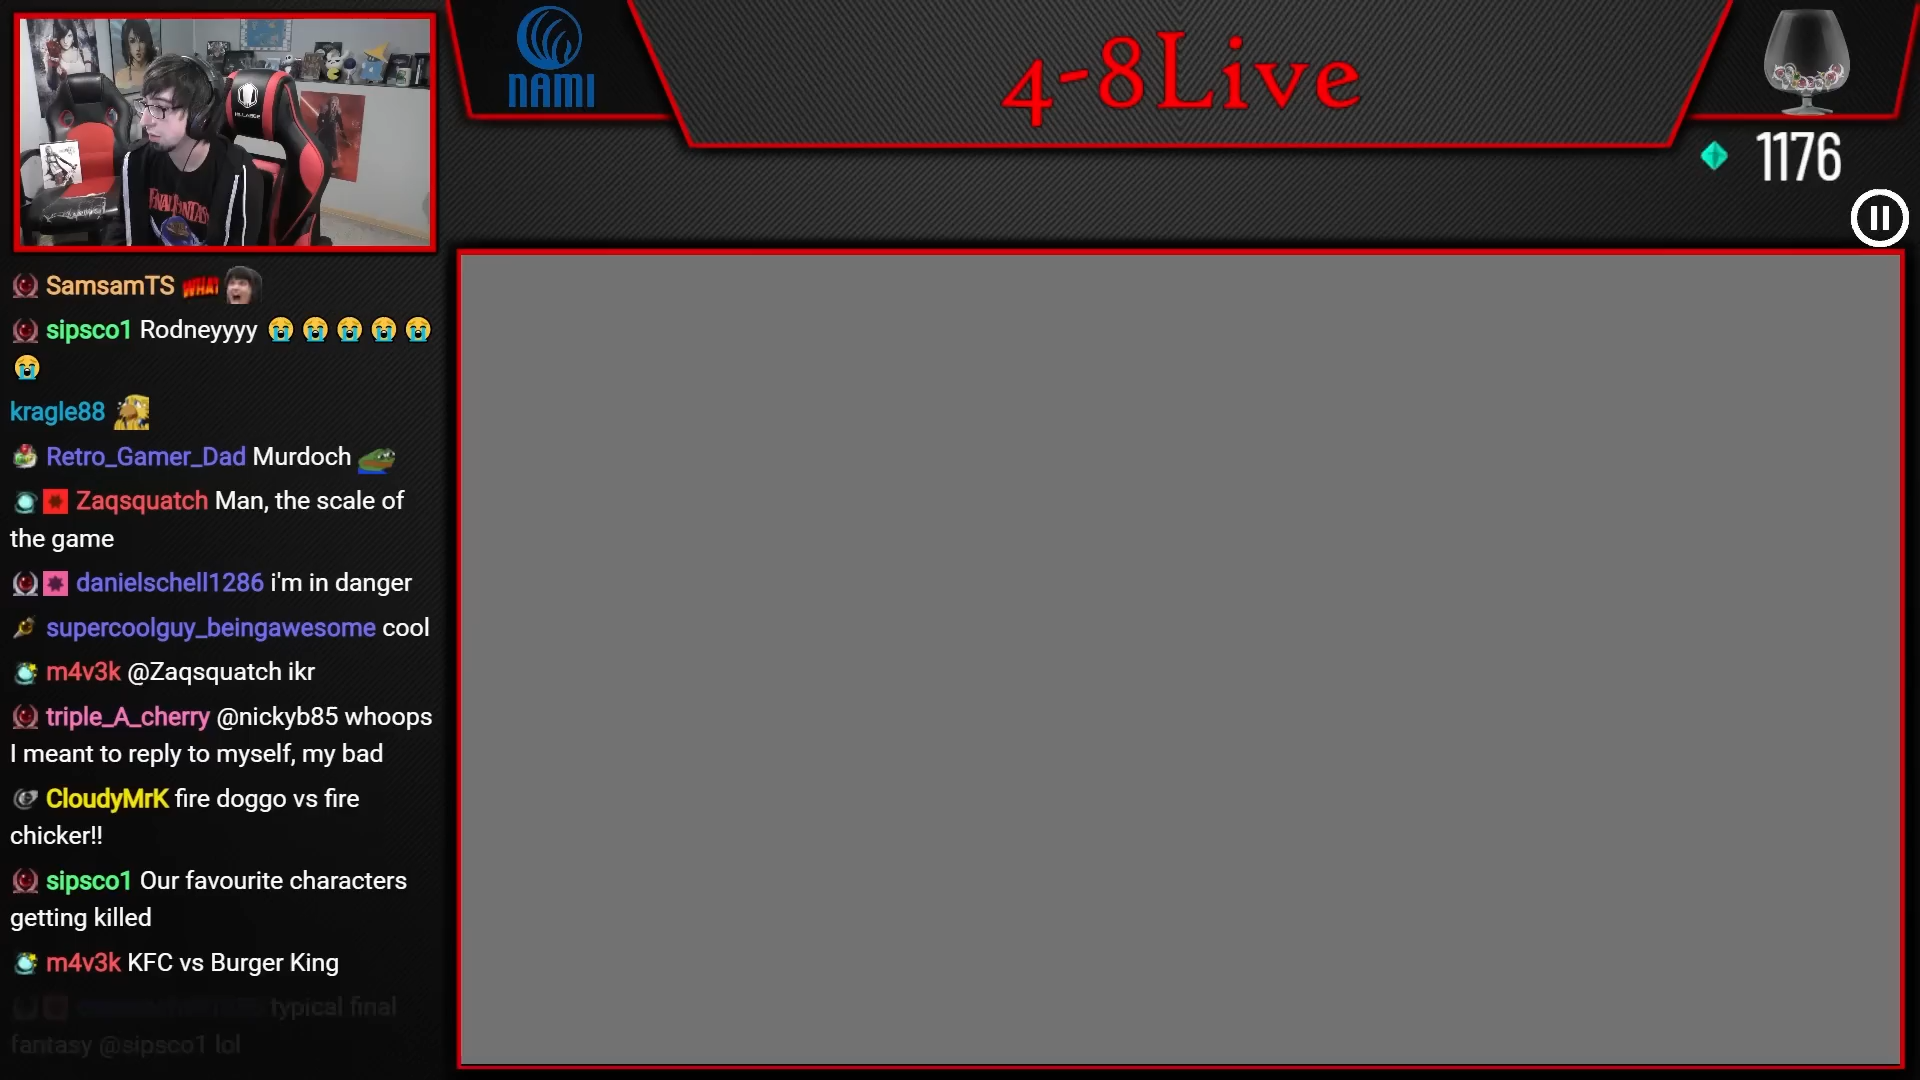 NAMI
4-8Live
1176
FINAL FANTASY
SamsamTS WHAT
sipsco1 Rodneyyyy 😭 😭 😭 😭 😭
😭
kragle88
Retro_Gamer_Dad Murdoch
Zaqsquatch Man, the scale of
the game
danielschell1286 i'm in danger
supercoolguy_beingawesome cool
m4v3k @Zaqsquatch ikr
triple_A_cherry @nickyb85 whoops
I meant to reply to myself, my bad
CloudyMrK fire doggo vs fire
chicker!!
sipsco1 Our favourite characters
getting killed
m4v3k KFC vs Burger King
typical final
fantasy @sipsco1 lol